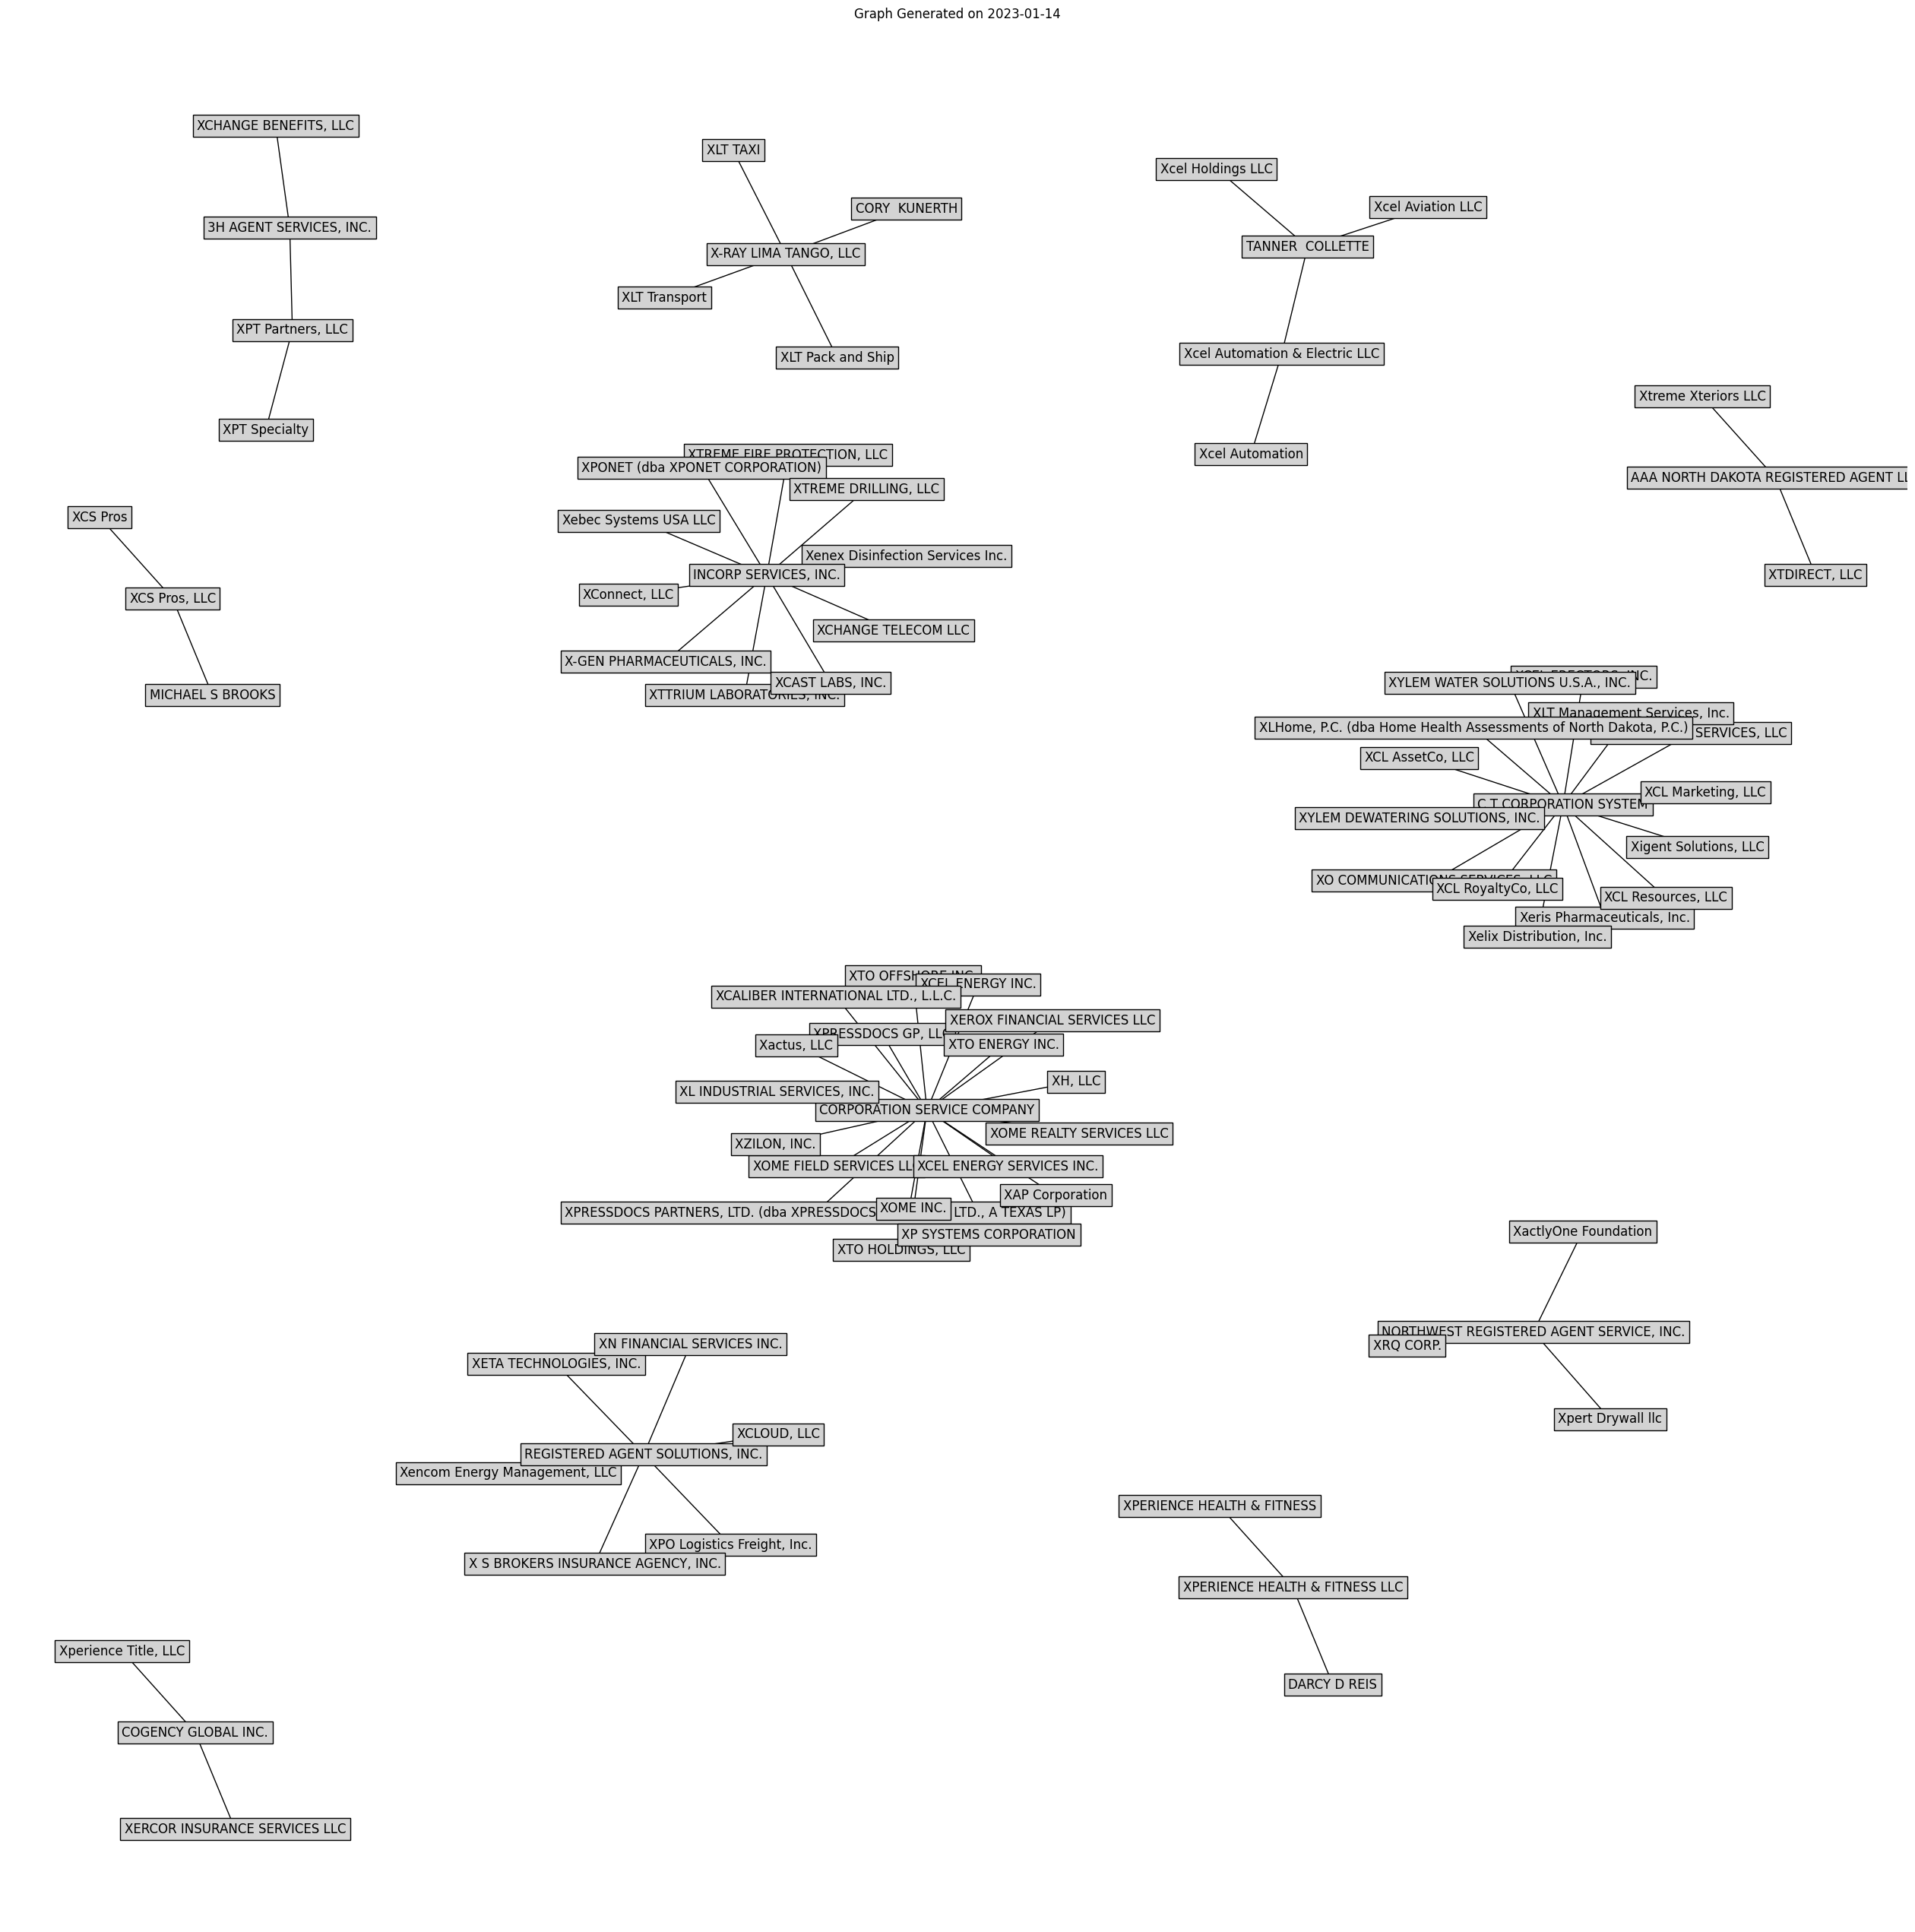 Graph Generated on 2023-01-14
XCHANGE BENEFITS, LLC
3H AGENT SERVICES, INC.
XPT Partners, LLC
XPT Specialty
XLT TAXI
CORY  KUNERTH
X-RAY LIMA TANGO, LLC
XLT Transport
XLT Pack and Ship
Xcel Holdings LLC
Xcel Aviation LLC
TANNER  COLLETTE
Xcel Automation & Electric LLC
Xcel Automation
Xtreme Xteriors LLC
AAA NORTH DAKOTA REGISTERED AGENT
XTDIRECT, LLC
XCS Pros
XCS Pros, LLC
MICHAEL S BROOKS
XTREME FIRE PROTECTION, LLC
XPONET (dba XPONET CORPORATION)
XTREME DRILLING, LLC
Xebec Systems USA LLC
Xenex Disinfection Services Inc.
INCORP SERVICES, INC.
XConnect, LLC
XCHANGE TELECOM LLC
X-GEN PHARMACEUTICALS, INC.
XCAST LABS, INC.
XTTRIUM LABORATORIES, INC.
XCEL ERECTORS, INC.
XYLEM WATER SOLUTIONS U.S.A., INC.
XLT Management Services, Inc.
XLHome, P.C. (dba Home Health Assessments of North Dakota, P.C.)
SERVICES, LLC
XCL AssetCo, LLC
XCL Marketing, LLC
C T CORPORATION SYSTEM
XYLEM DEWATERING SOLUTIONS, INC.
Xigent Solutions, LLC
XO COMMUNICATIONS SERVICES, LLC
XCL RoyaltyCo, LLC
XCL Resources, LLC
Xeris Pharmaceuticals, Inc.
Xelix Distribution, Inc.
XTO OFFSHORE INC.
XCEL ENERGY INC.
XCALIBER INTERNATIONAL LTD., L.L.C.
XEROX FINANCIAL SERVICES LLC
XPRESSDOCS GP, LLC
Xactus, LLC
XTO ENERGY INC.
XH, LLC
XL INDUSTRIAL SERVICES, INC.
CORPORATION SERVICE COMPANY
XOME REALTY SERVICES LLC
XZILON, INC.
XOME FIELD SERVICES LL
XCEL ENERGY SERVICES INC.
XAP Corporation
XPRESSDOCS PARTNERS, LTD. (dba XPRESSDOCS
XOME INC.
LTD., A TEXAS LP)
XP SYSTEMS CORPORATION
XTO HOLDINGS, LLC
XactlyOne Foundation
NORTHWEST REGISTERED AGENT SERVICE, INC.
XRQ CORP.
Xpert Drywall llc
XN FINANCIAL SERVICES INC.
XETA TECHNOLOGIES, INC.
XCLOUD, LLC
REGISTERED AGENT SOLUTIONS, INC.
Xencom Energy Management, LLC
XPO Logistics Freight, Inc.
X S BROKERS INSURANCE AGENCY, INC.
XPERIENCE HEALTH & FITNESS
XPERIENCE HEALTH & FITNESS LLC
DARCY D REIS
Xperience Title, LLC
COGENCY GLOBAL INC.
XERCOR INSURANCE SERVICES LLC